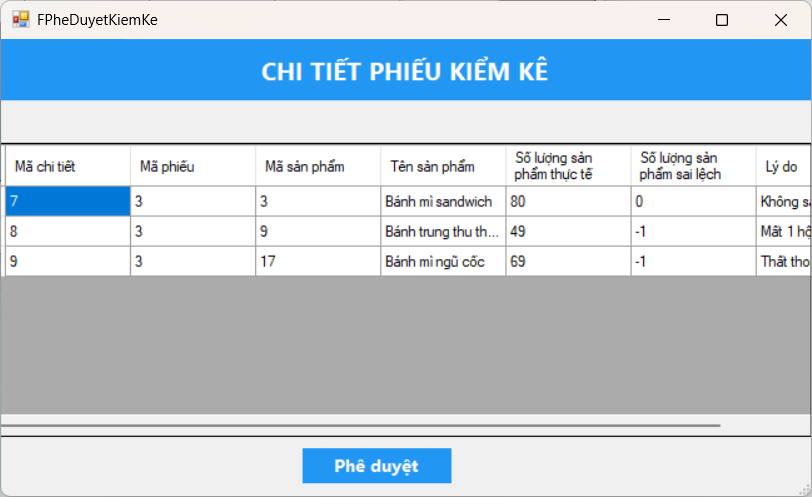 FPheDuyetKiemKe
CHI TIẾT PHIẾU KIỂM KÊ
Mã chi tiết Mã phiếu Mã sản phẩm Tên sản phẩm Số lượng sản phẩm thực tế Số lượng sản phẩm sai lệch Lý do
7 3 3 Bánh mì sandwich 80 0 Không
8 3 9 Bánh trung thu th... 49 -1 Mất 1
9 3 17 Bánh mì ngũ cốc 69 -1 Thất
Phê duyệt